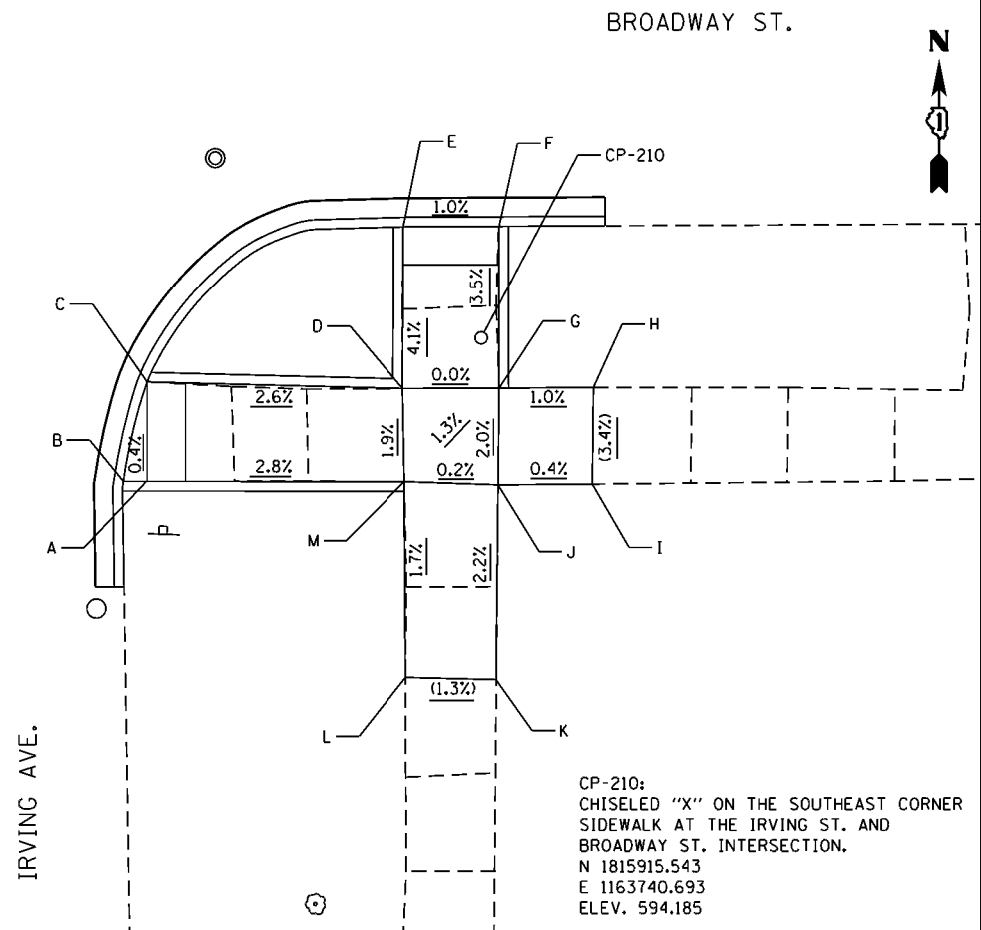 BROADWAY ST.
N
E
F
CP-210
1.0%
3.5%
C
D
4.1%
G
H
0.0%
2.6%
1.0%
B
0.4%
1.9%
1.3%
2.0%
(3.4%)
2.8%
0.2%
0.4%
A
M
J
I
1.7%
2.2%
(1.3%)
L
K
IRVING AVE.
CP-210:
CHISELED "X" ON THE SOUTHEAST CORNER
SIDEWALK AT THE IRVING ST. AND
BROADWAY ST. INTERSECTION.
N 1815915.543
E 1163740.693
ELEV. 594.185